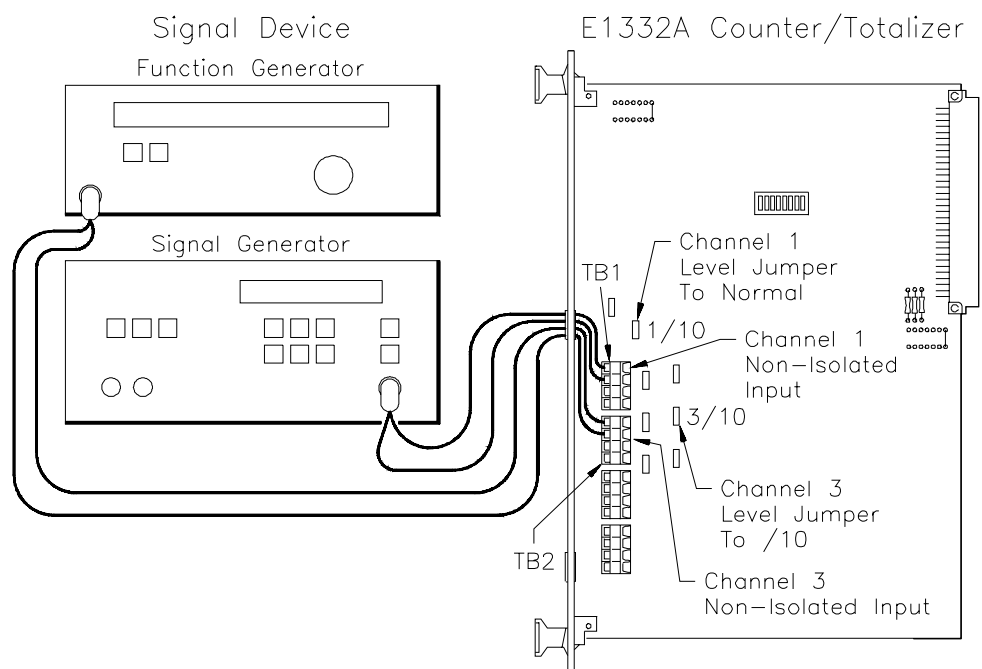 Signal Device
Function Generator
Signal Generator
E1332A Counter/Totalizer
Channel 1
Level Jumper
To Normal
TB1
1/10
Channel 1
Non-Isolated
Input
3/10
Channel 3
Level Jumper
To /10
TB2
Channel 3
Non-Isolated Input
C
C